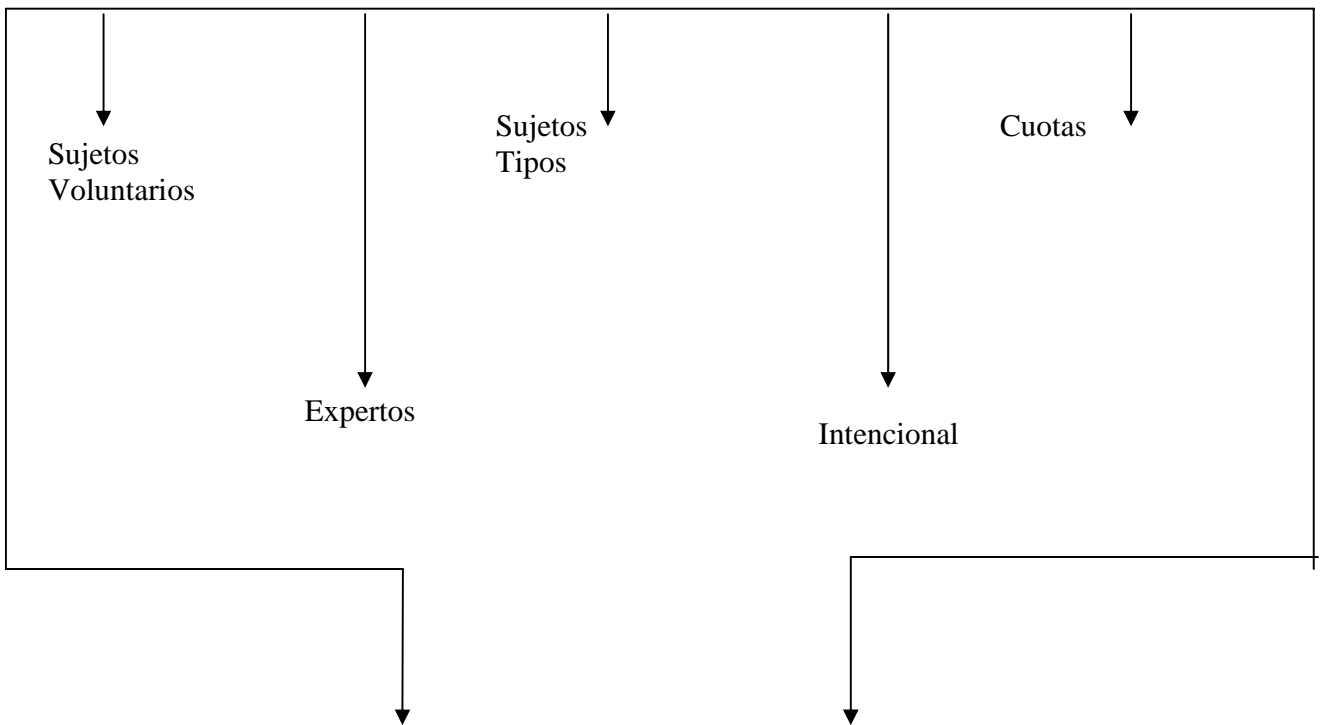 Sujetos
Voluntarios
Sujetos
Tipos
Cuotas
Expertos
Intencional